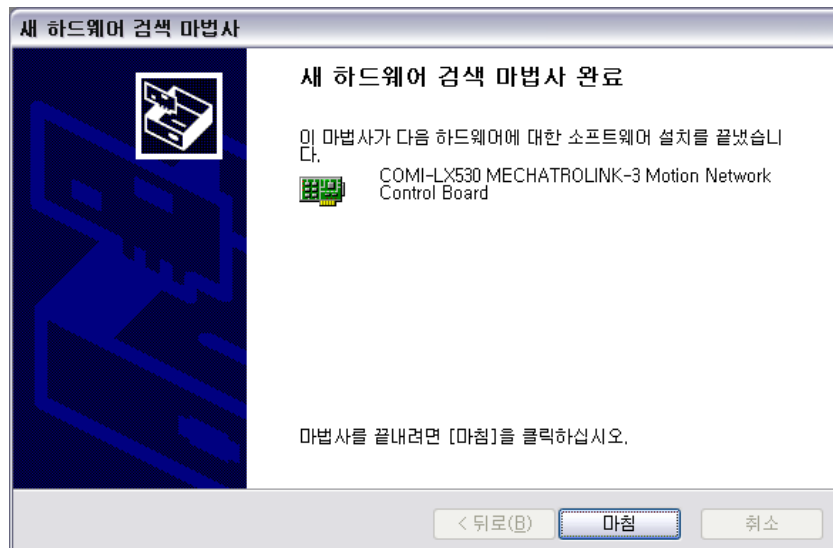 새 하드웨어 검색 마법사
새 하드웨어 검색 마법사 완료
이 마법사가 다음 하드웨어에 대한 소프트웨어 설치를 끝냈습니
다.
COMI-LX530 MECHATROLINK-3 Motion Network
Control Board
마법사를 끝내려면 [마침]을 클릭하십시오.
< 뒤로(B)
마침
취소